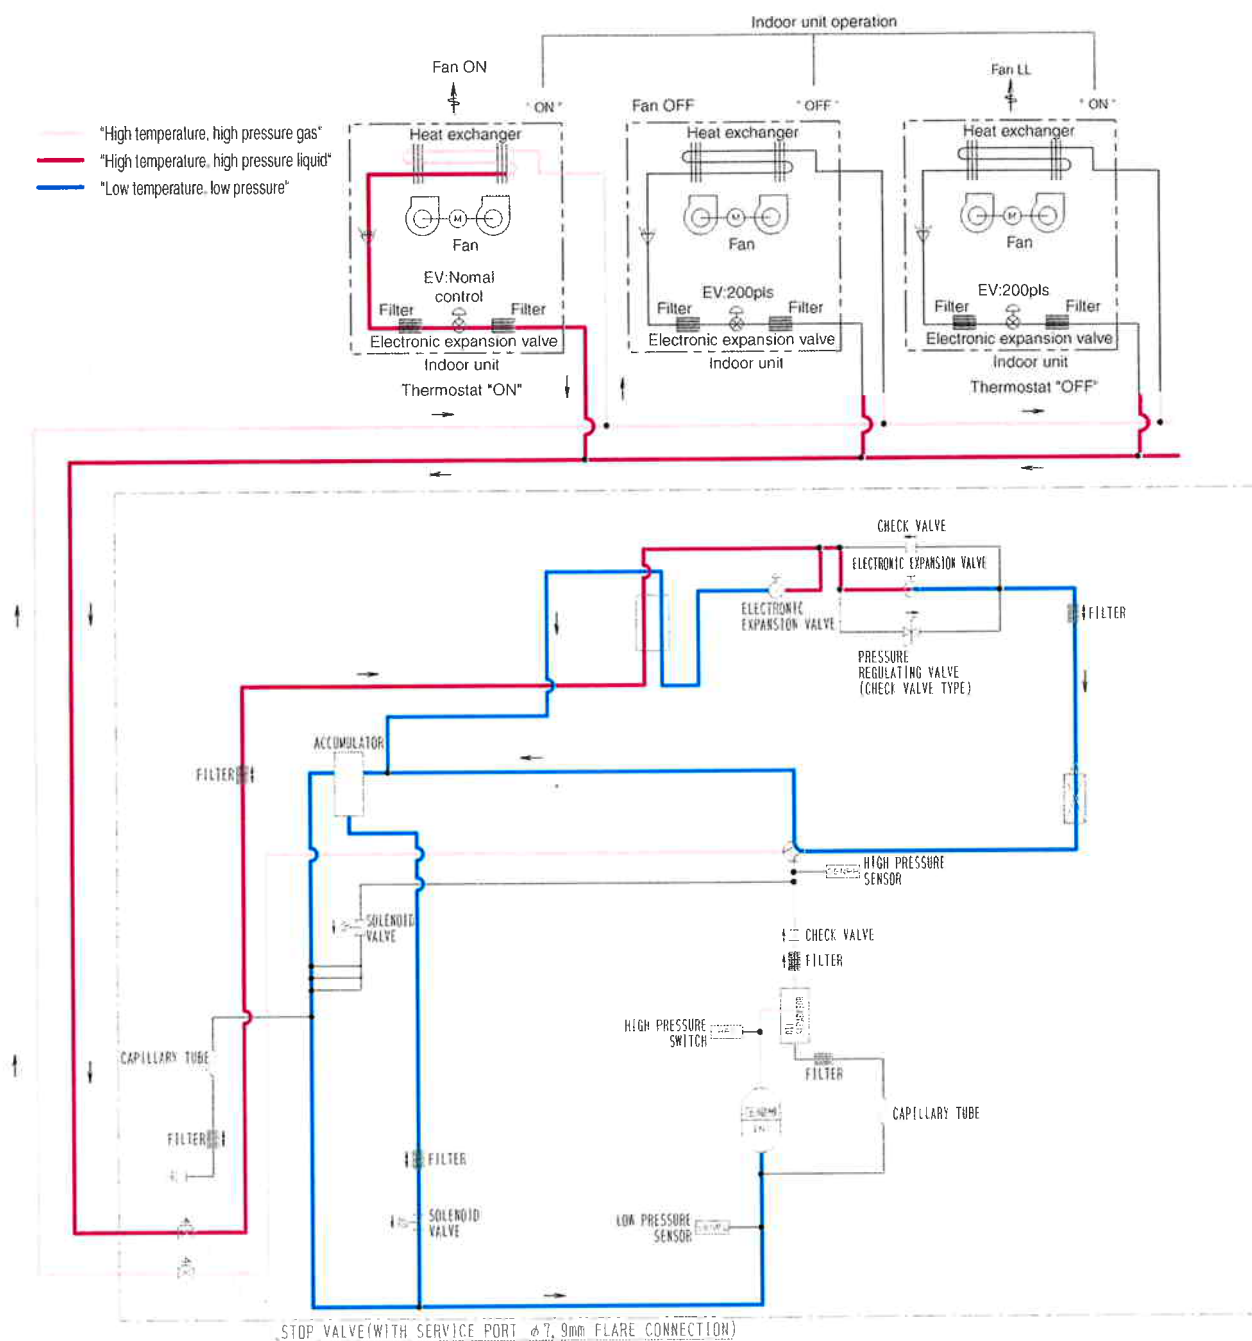 Indoor unit operation
Fan ON
" ON "
Fan OFF
" OFF "
Fan LL
" ON "
"High temperature, high pressure gas"
"High temperature, high pressure liquid"
"Low temperature, low pressure"
Heat exchanger
Heat exchanger
Heat exchanger
M
M
M
Fan
Fan
Fan
EV:Nomal
control
EV:200pls
EV:200pls
Filter
Filter
Filter
Filter
Filter
Filter
Electronic expansion valve
Electronic expansion valve
Electronic expansion valve
Indoor unit
Indoor unit
Indoor unit
Thermostat "ON"
Thermostat "OFF"
CHECK VALVE
ELECTRONIC EXPANSION VALVE
ELECTRONIC
EXPANSION VALVE
FILTER
PRESSURE
REGULATING VALVE
(CHECK VALVE TYPE)
ACCUMULATOR
FILTER
HIGH PRESSURE
SENSOR
SOLENOID
VALVE
CHECK VALVE
FILTER
HIGH PRESSURE
SWITCH
OIL
SEPARATOR
CAPILLARY TUBE
FILTER
CAPILLARY TUBE
FILTER
FILTER
SOLENOID
VALVE
LOW PRESSURE
SENSOR
STOP VALVE(WITH SERVICE PORT φ7,9mm FLARE CONNECTION)